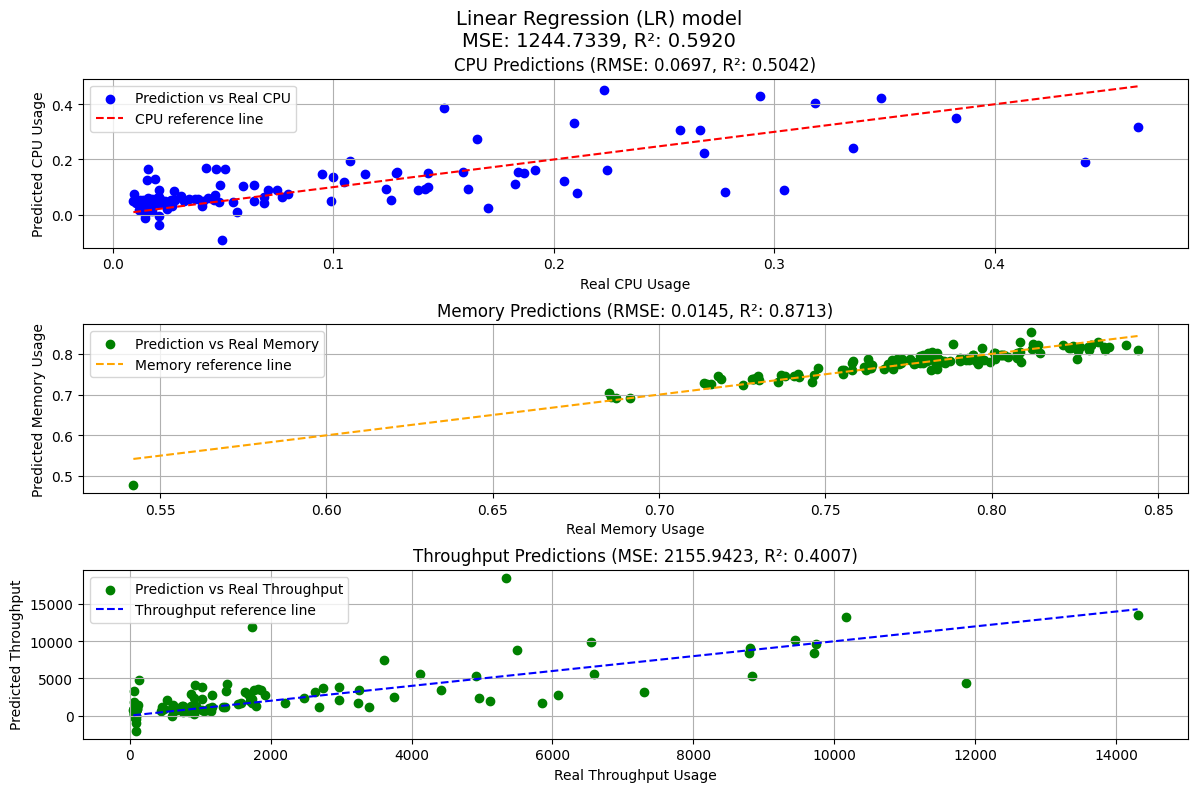 Linear Regression (LR) model
MSE: 1244.7339, R²: 0.5920
CPU Predictions (RMSE: 0.0697, R²: 0.5042)
Prediction vs Real CPU
CPU reference line
Predicted CPU Usage
0.4
0.2
0.0
0.0 0.1 0.2 0.3 0.4
Real CPU Usage
Memory Predictions (RMSE: 0.0145, R²: 0.8713)
Prediction vs Real Memory
Memory reference line
Predicted Memory Usage
0.8
0.7
0.6
0.5
0.55 0.60 0.65 0.70 0.75 0.80 0.85
Real Memory Usage
Throughput Predictions (MSE: 2155.9423, R²: 0.4007)
Prediction vs Real Throughput
Throughput reference line
Predicted Throughput
15000
10000
5000
0
0 2000 4000 6000 8000 10000 12000 14000
Real Throughput Usage